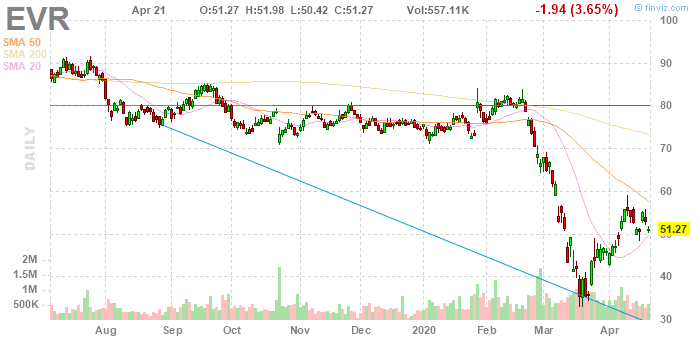 EVR
Apr 21 O:51.27 H:51.98 L:50.42 C:51.27 Vol:557.11K -1.94 (3.65%)
© finviz.com
SMA 50
SMA 200
SMA 20
DAILY
100
90
80
70
60
51.27
50
40
30
2M
1.5M
1M
500K
Aug Sep Oct Nov Dec 2020 Feb Mar Apr